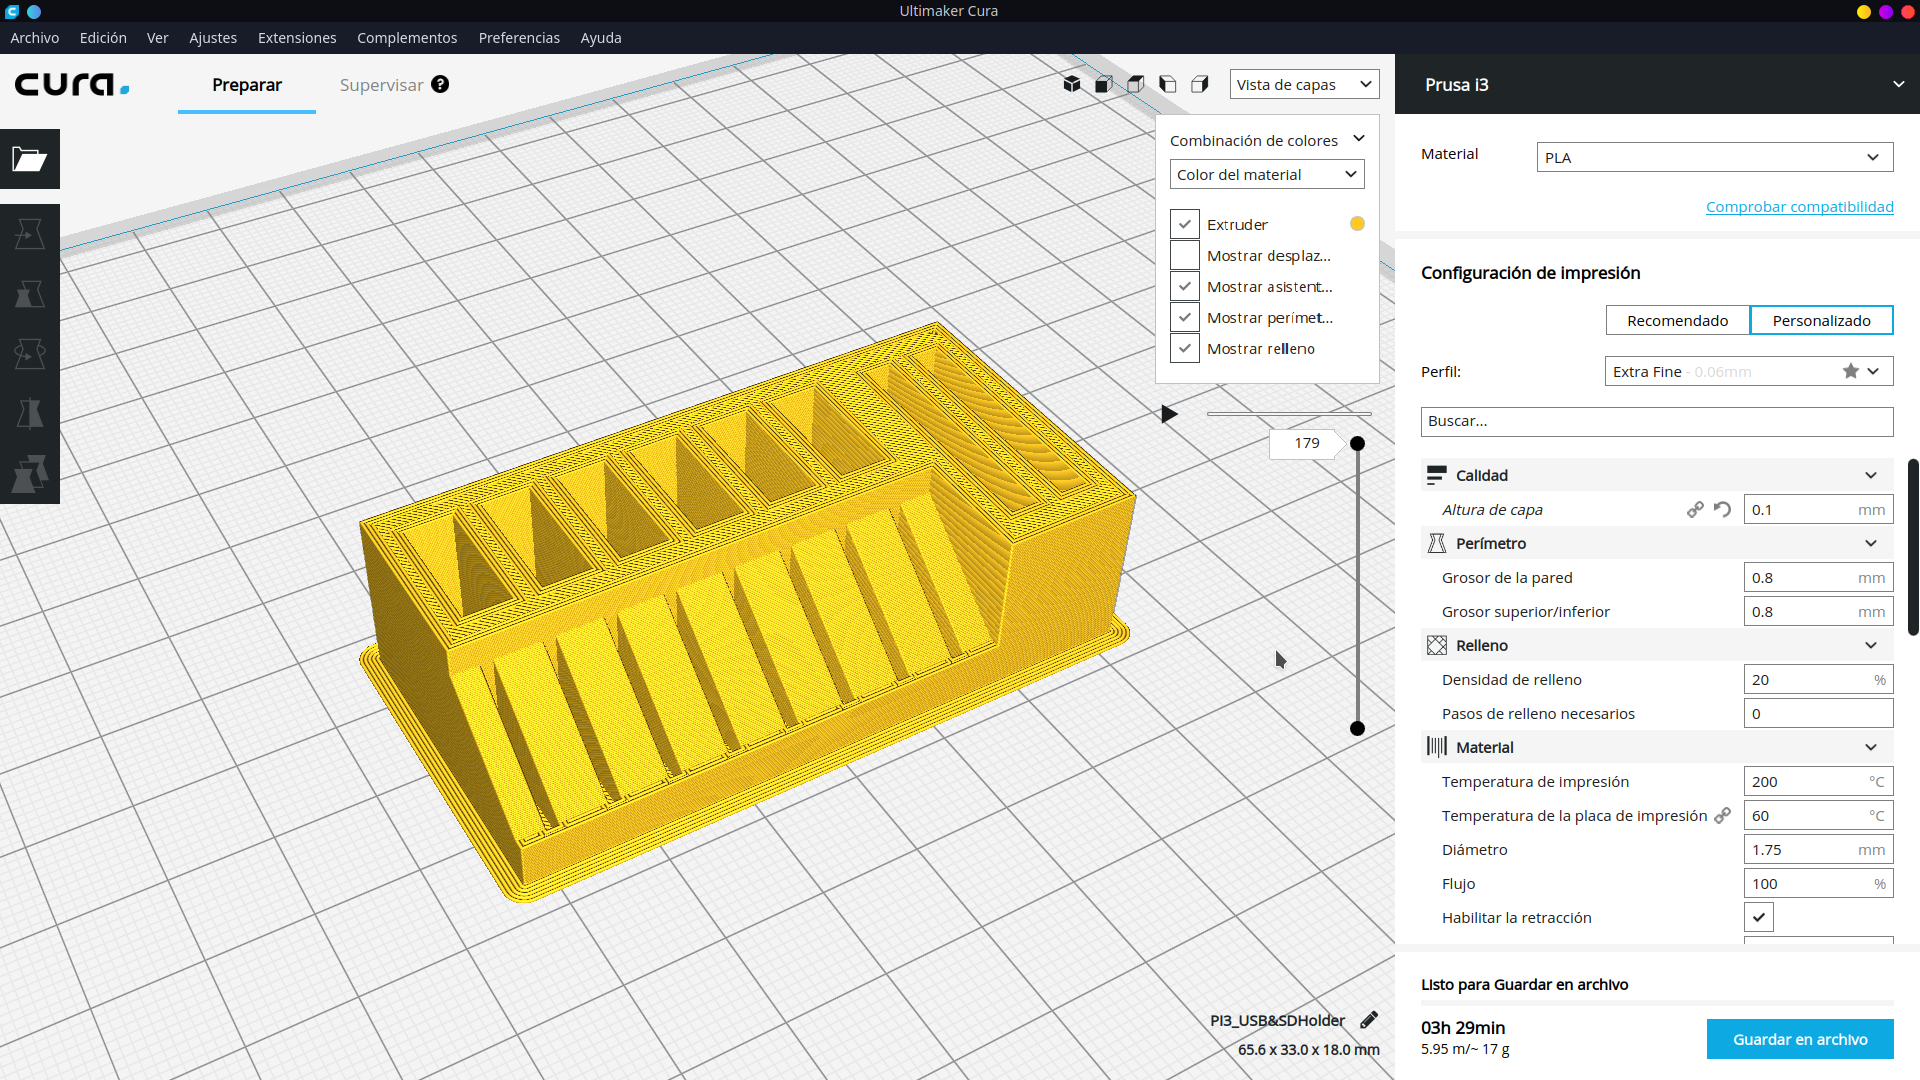 Ultimaker Cura
Archivo Edición Ver Ajustes Extensiones Complementos Preferencias Ayuda
cura.
Preparar
Supervisar ?
Vista de capas
Combinación de colores
Color del material
Extruder
Mostrar desplaz...
Mostrar asistent...
Mostrar perímet...
Mostrar relleno
179
PI3_USB&SDHolder
65.6 x 33.0 x 18.0 mm
Prusa i3
Material PLA
Comprobar compatibilidad
Configuración de impresión
Recomendado Personalizado
Perfil: Extra Fine - 0.06mm
Buscar...
Calidad
Altura de capa 0.1 mm
Perímetro
Grosor de la pared 0.8 mm
Grosor superior/inferior 0.8 mm
Relleno
Densidad de relleno 20 %
Pasos de relleno necesarios 0
Material
Temperatura de impresión 200 °C
Temperatura de la placa de impresión 60 °C
Diámetro 1.75 mm
Flujo 100 %
Habilitar la retracción
Listo para Guardar en archivo
03h 29min
5.95 m/~ 17 g
Guardar en archivo